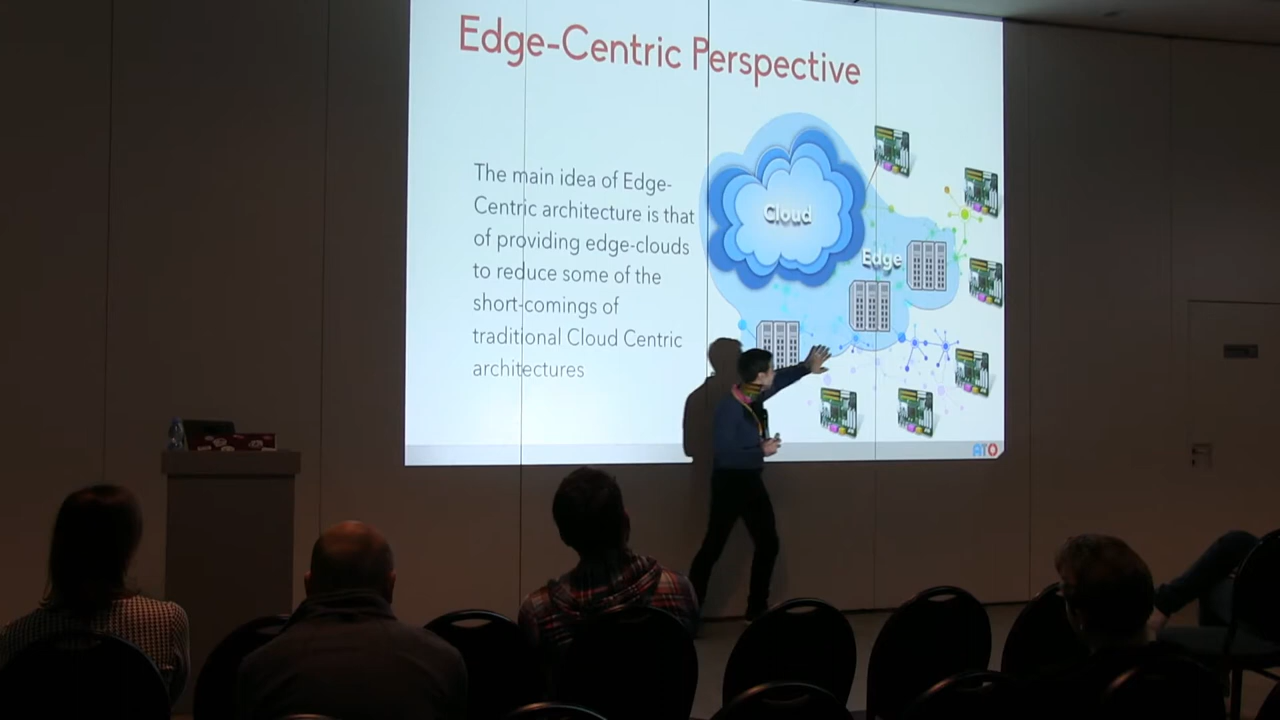 Edge-Centric Perspective
The main idea of Edge-
Centric architecture is that
of providing edge-clouds
to reduce some of the
short-comings of
traditional Cloud Centric
architectures
Cloud
Edge
ATO